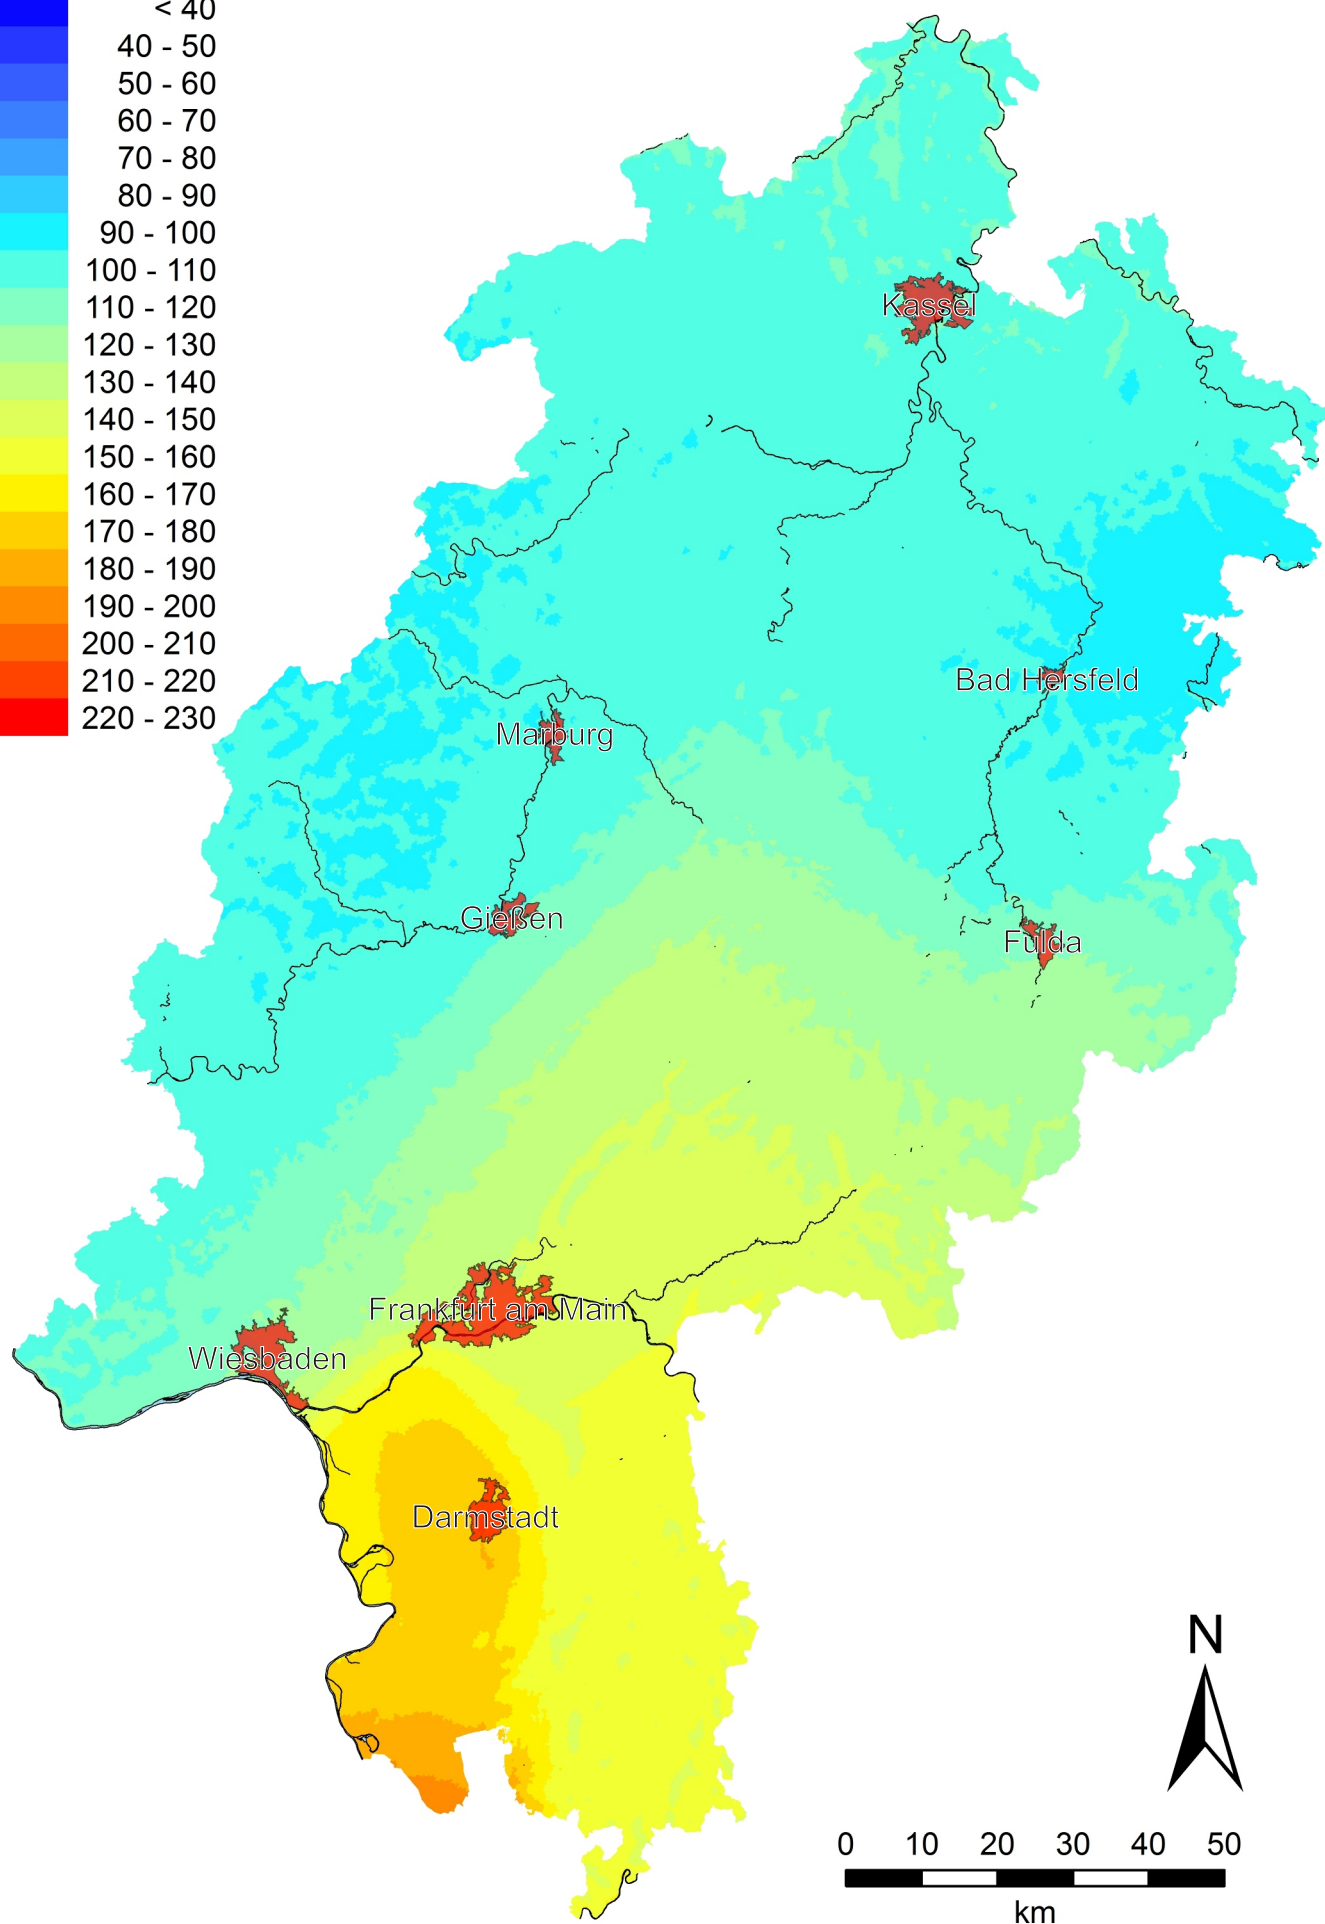 < 40
40 - 50
50 - 60
60 - 70
70 - 80
80 - 90
90 - 100
100 - 110
110 - 120
120 - 130
130 - 140
140 - 150
150 - 160
160 - 170
170 - 180
180 - 190
190 - 200
200 - 210
210 - 220
220 - 230
Kassel
Bad Hersfeld
Marburg
Gießen
Fulda
Frankfurt am Main
Wiesbaden
Darmstadt
N
0 10 20 30 40 50
km